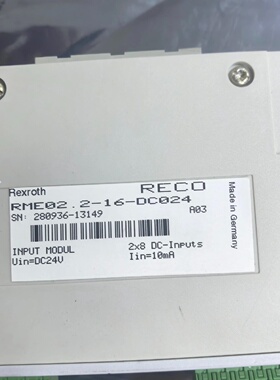 Rexroth RECO
RME02.2-16-DC024
SN: 280936-13149 A03
INPUT MODUL 2x8 DC-Inputs
Uin=DC24V Iin=10mA
Made in Germany